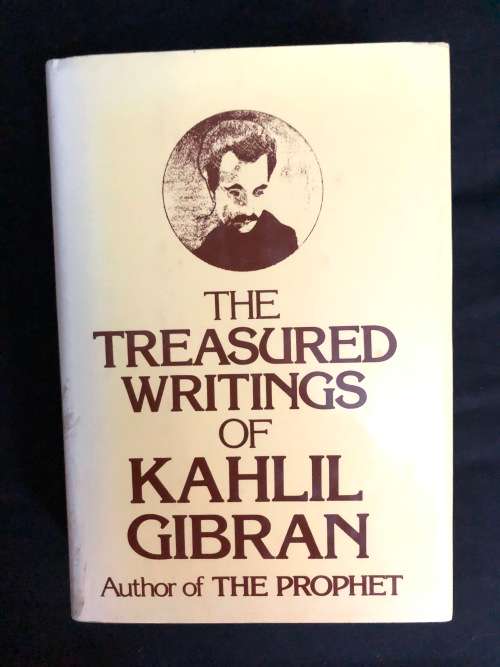 THE
TREASURED
WRITINGS
OF
KAHLIL
GIBRAN
Author of THE PROPHET